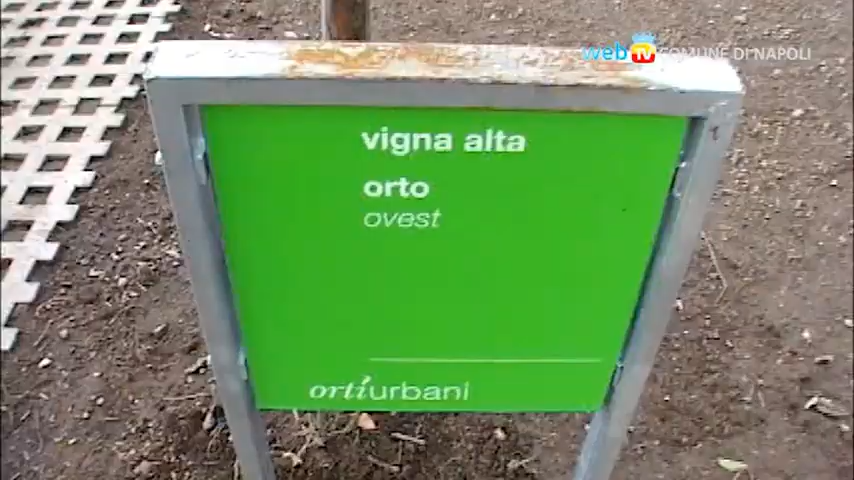 web TV COMUNE DI NAPOLI
vigna alta
orto
ovest
ortiurbani